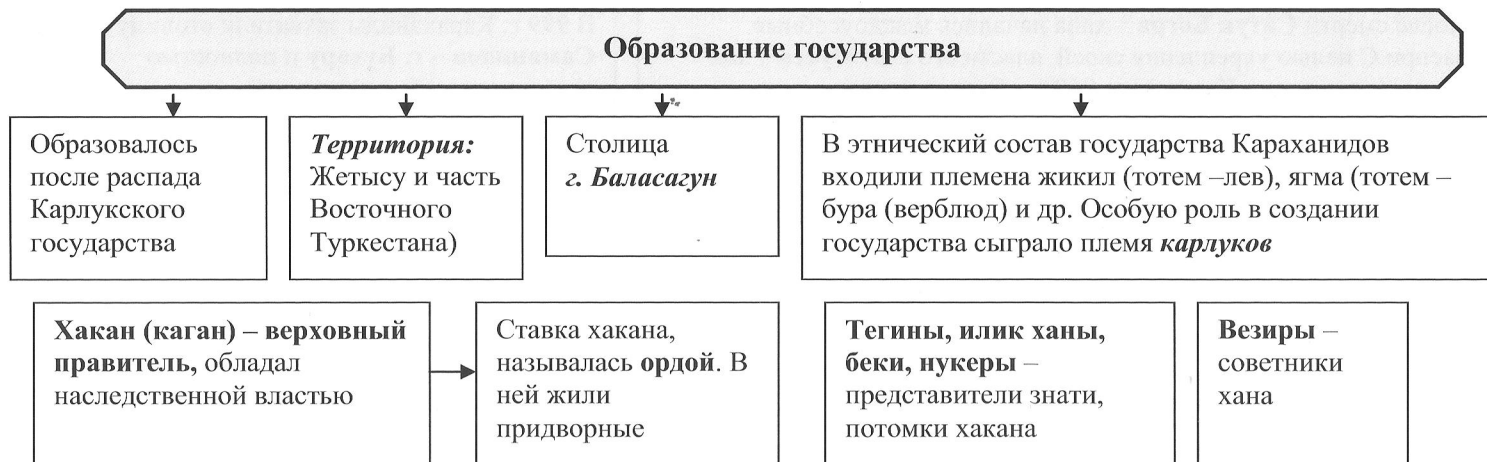 Образование государства
Образовалось
после распада
Карлукского
государства
Территория:
Жетысу и часть
Восточного
Туркестана)
Столица
г. Баласагун
В этнический состав государства Караханидов
входили племена жикил (тотем –лев), ягма (тотем –
бура (верблюд) и др. Особую роль в создании
государства сыграло племя карлуков
Хакан (каган) – верховный
правитель, обладал
наследственной властью
Ставка хакана,
называлась ордой. В
ней жили
придворные
Тегины, илик ханы,
беки, нукеры –
представители знати,
потомки хакана
Везиры –
советники
хана